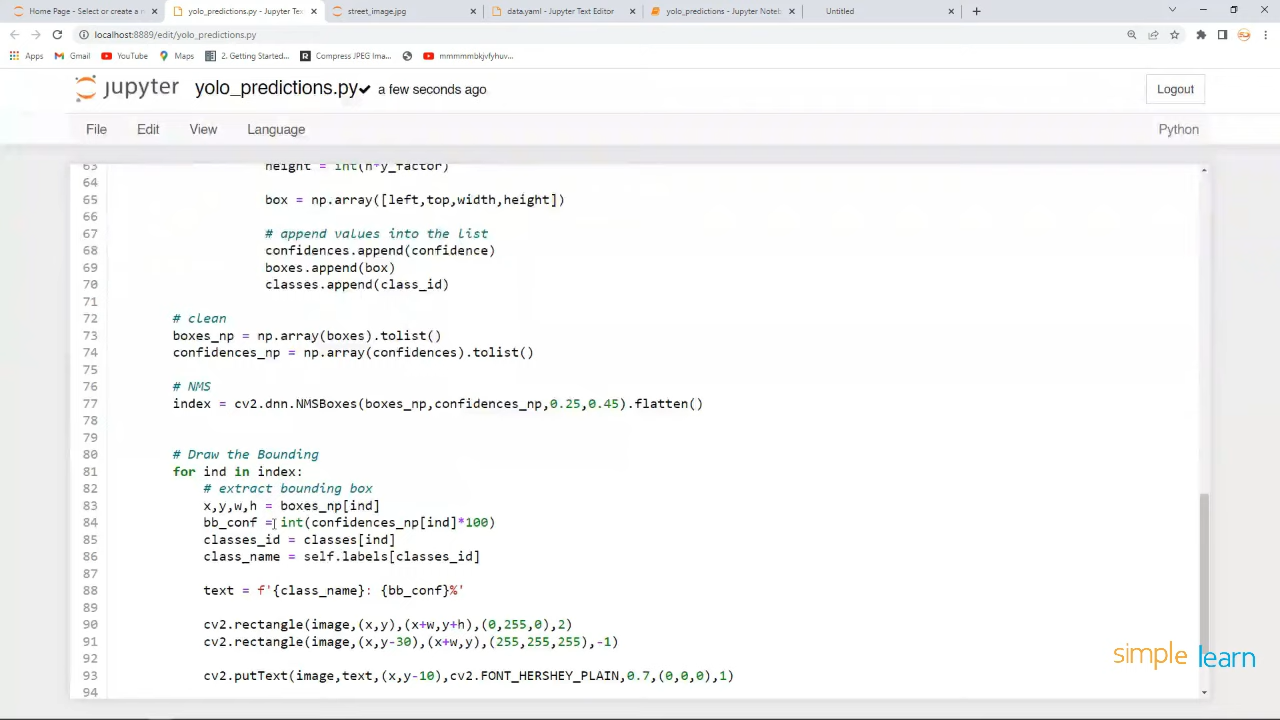 Home Page - Select or create a n
yolo_predictions.py - Jupyter Tex
street_image.jpg
data.yaml - Jupyter Text Editor
yolo_predictions - Jupyter Noteb
Untitled
localhost:8889/edit/yolo_predictions.py
Apps
Gmail
YouTube
Maps
2. Getting Started...
Compress JPEG Ima...
mmmmmbkjvfyhuv...
jupyter yolo_predictions.py a few seconds ago
Logout
File Edit View Language
Python
63 height = int(h*y_factor)
64
65 box = np.array([left,top,width,height])
66
67 # append values into the list
68 confidences.append(confidence)
69 boxes.append(box)
70 classes.append(class_id)
71
72 # clean
73 boxes_np = np.array(boxes).tolist()
74 confidences_np = np.array(confidences).tolist()
75
76 # NMS
77 index = cv2.dnn.NMSBoxes(boxes_np,confidences_np,0.25,0.45).flatten()
78
79
80 # Draw the Bounding
81 for ind in index:
82 # extract bounding box
83 x,y,w,h = boxes_np[ind]
84 bb_conf = int(confidences_np[ind]*100)
85 classes_id = classes[ind]
86 class_name = self.labels[classes_id]
87
88 text = f'{class_name}: {bb_conf}%'
89
90 cv2.rectangle(image,(x,y),(x+w,y+h),(0,255,0),2)
91 cv2.rectangle(image,(x,y-30),(x+w,y),(255,255,255),-1)
92
93 cv2.putText(image,text,(x,y-10),cv2.FONT_HERSHEY_PLAIN,0.7,(0,0,0),1)
94
simplelearn